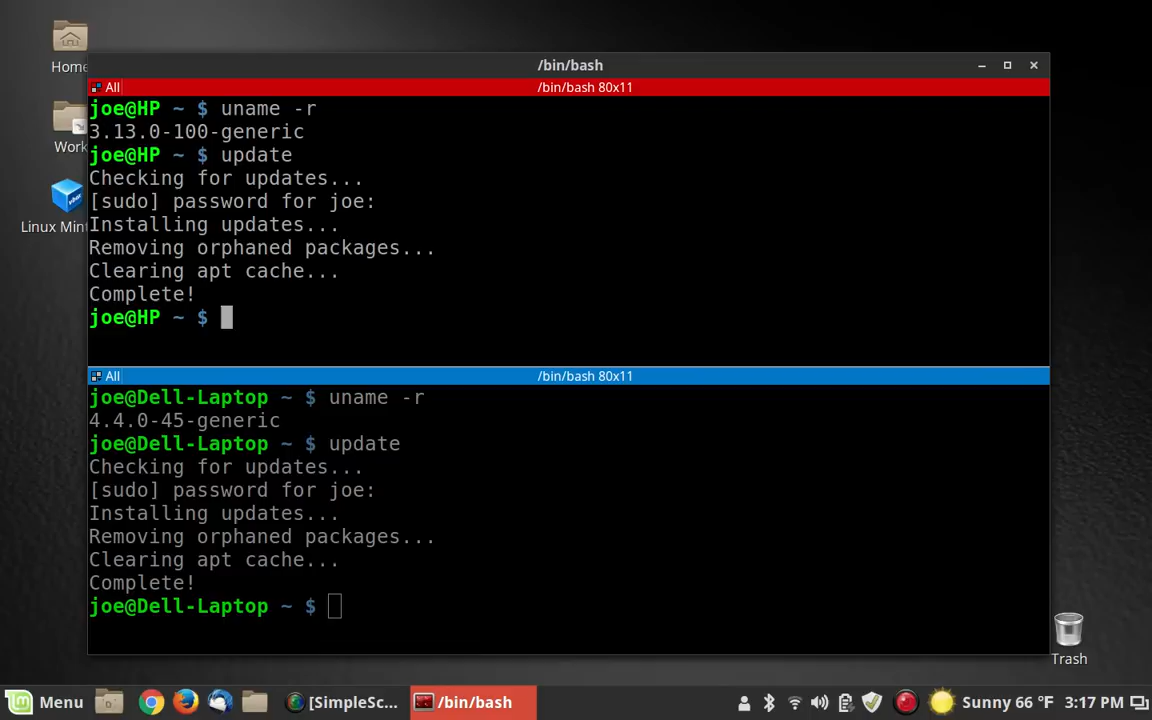 Home
/bin/bash
All
/bin/bash 80x11
joe@HP ~ $ uname -r
3.13.0-100-generic
joe@HP ~ $ update
Checking for updates...
[sudo] password for joe:
Installing updates...
Removing orphaned packages...
Clearing apt cache...
Complete!
joe@HP ~ $
Work
Linux Min
All
/bin/bash 80x11
joe@Dell-Laptop ~ $ uname -r
4.4.0-45-generic
joe@Dell-Laptop ~ $ update
Checking for updates...
[sudo] password for joe:
Installing updates...
Removing orphaned packages...
Clearing apt cache...
Complete!
joe@Dell-Laptop ~ $
Trash
Menu
[SimpleSc...
/bin/bash
Sunny 66 °F
3:17 PM